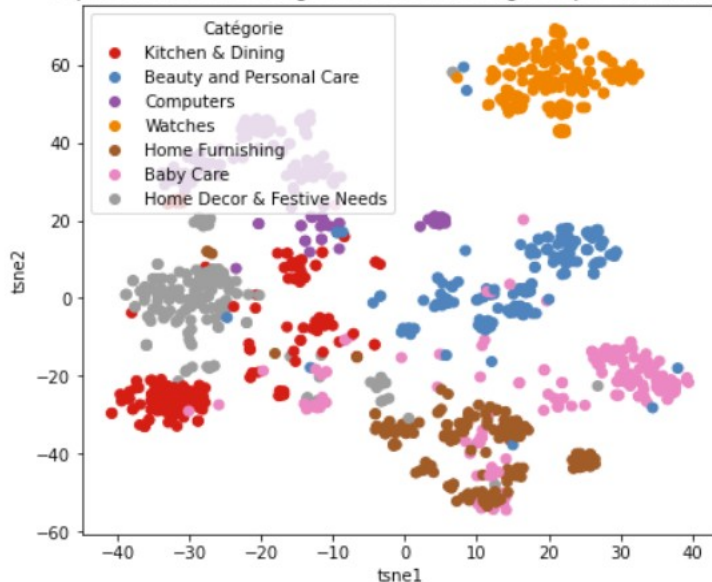 Catégorie
Kitchen & Dining
Beauty and Personal Care
Computers
Watches
Home Furnishing
Baby Care
Home Decor & Festive Needs
60
40
20
0
−20
−40
−60
tsne2
−40 −30 −20 −10 0 10 20 30 40
tsne1